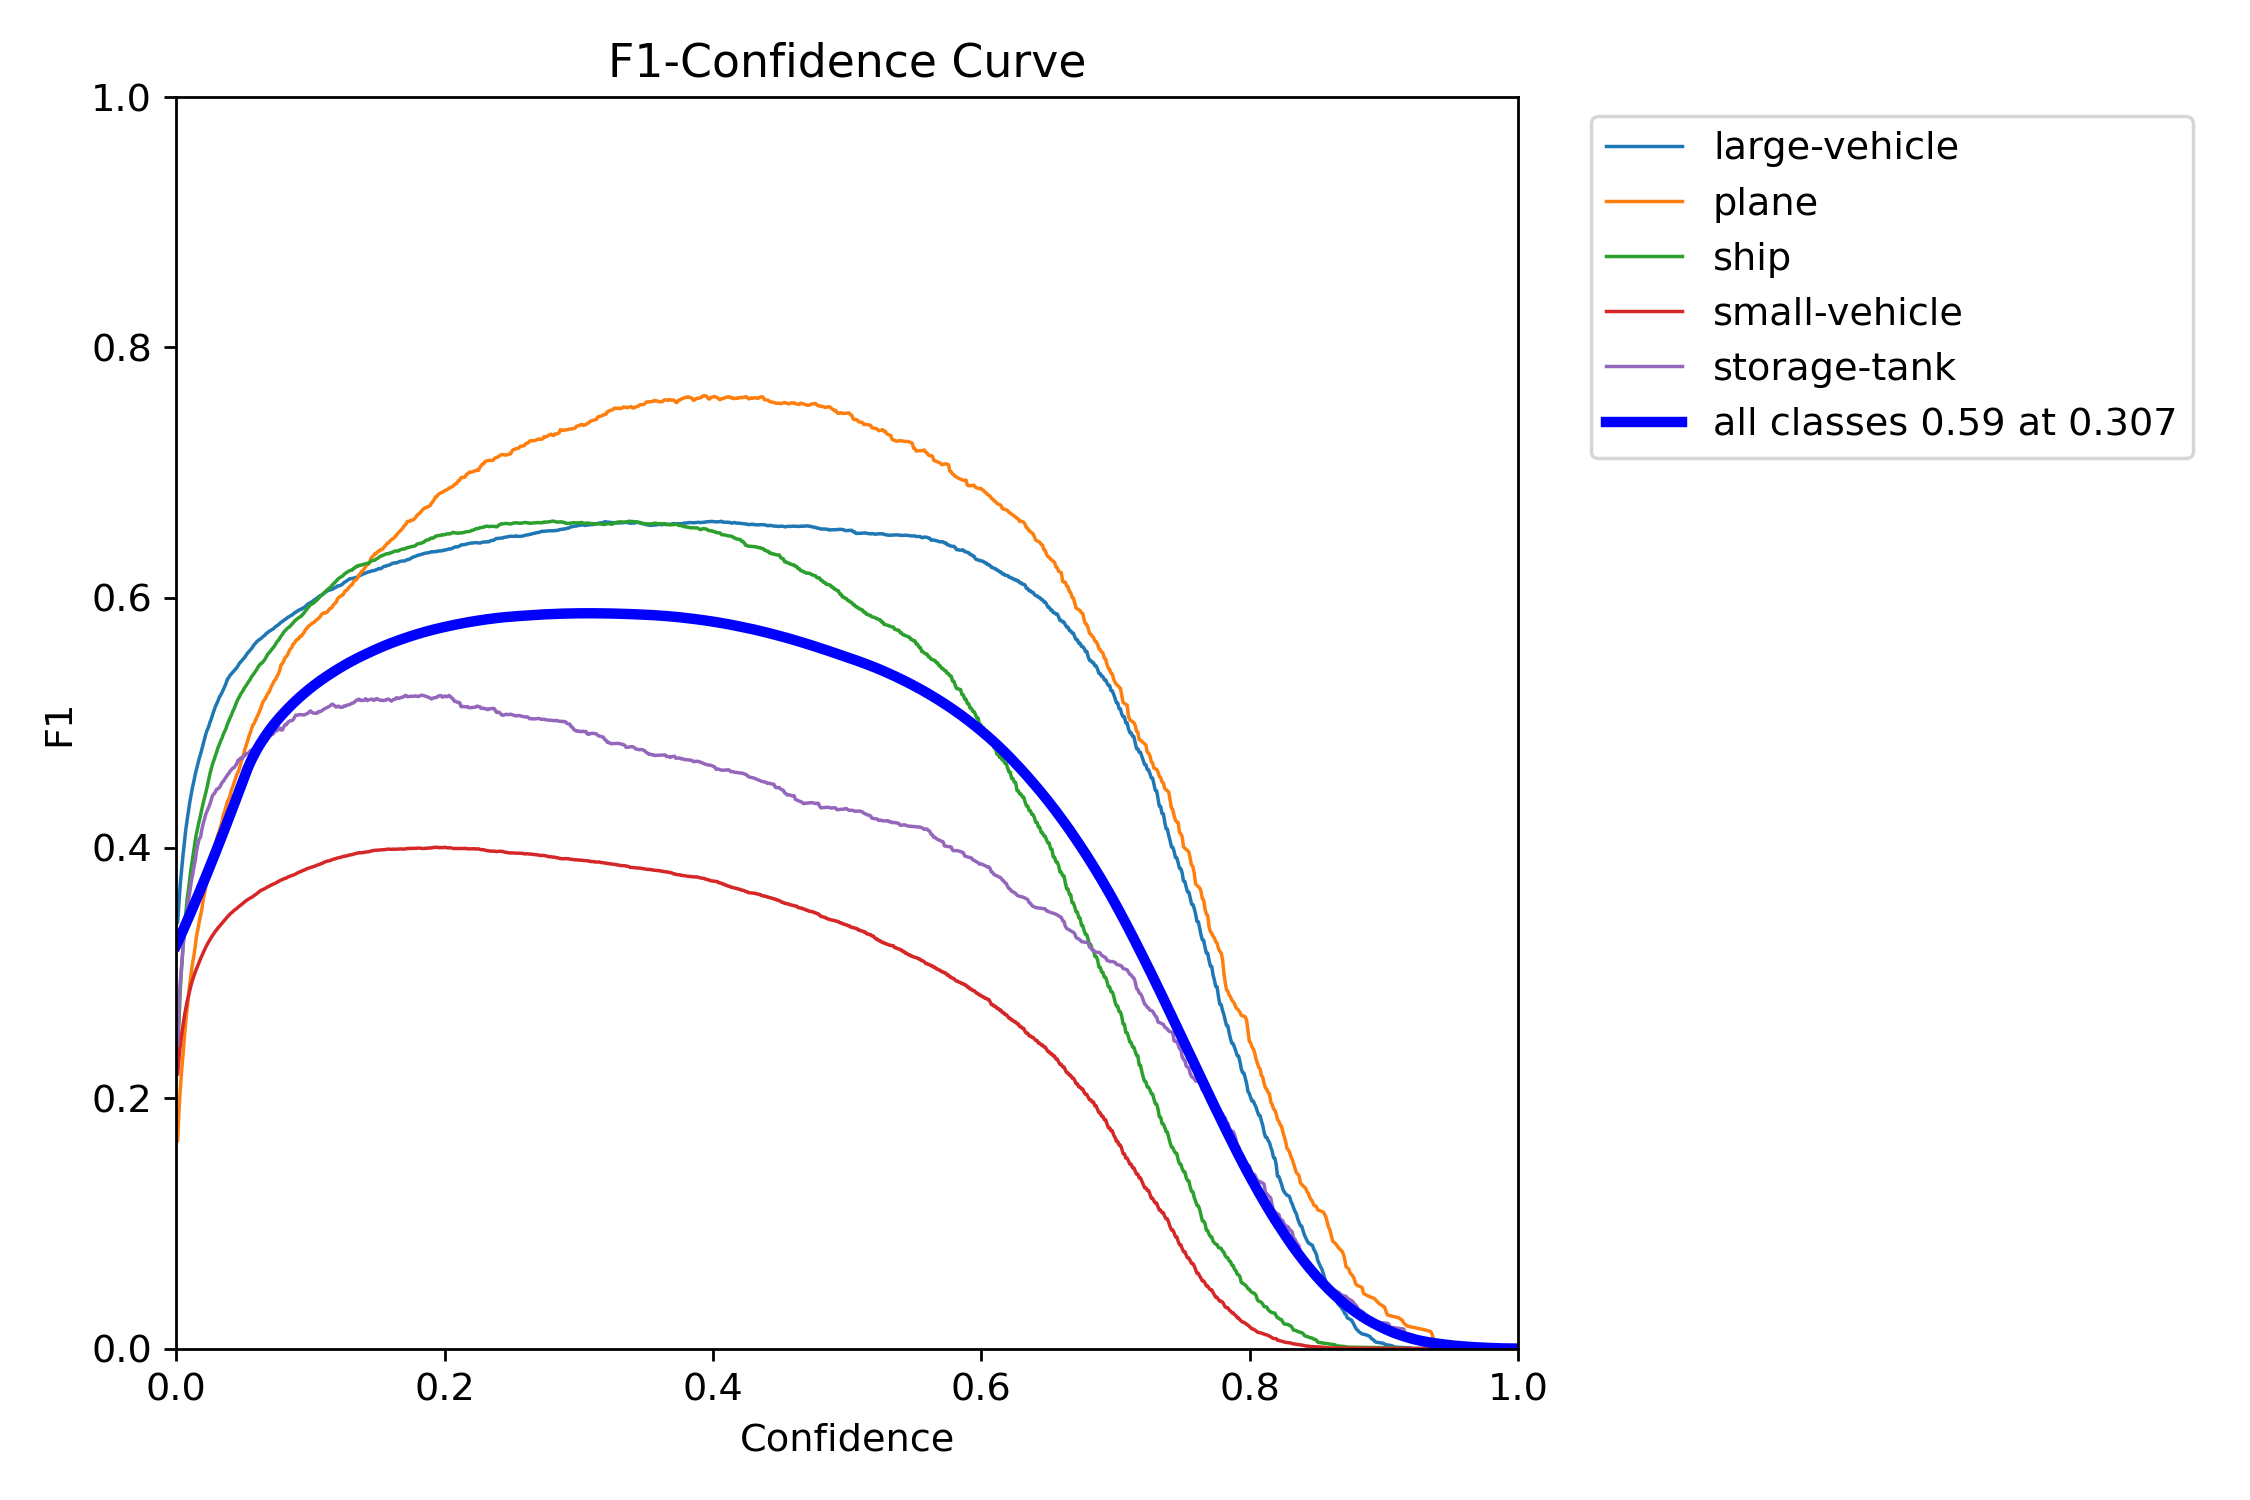 F1-Confidence Curve
1.0
0.8
0.6
0.4
0.2
0.0
F1
0.0 0.2 0.4 0.6 0.8 1.0
Confidence
large-vehicle
plane
ship
small-vehicle
storage-tank
all classes 0.59 at 0.307